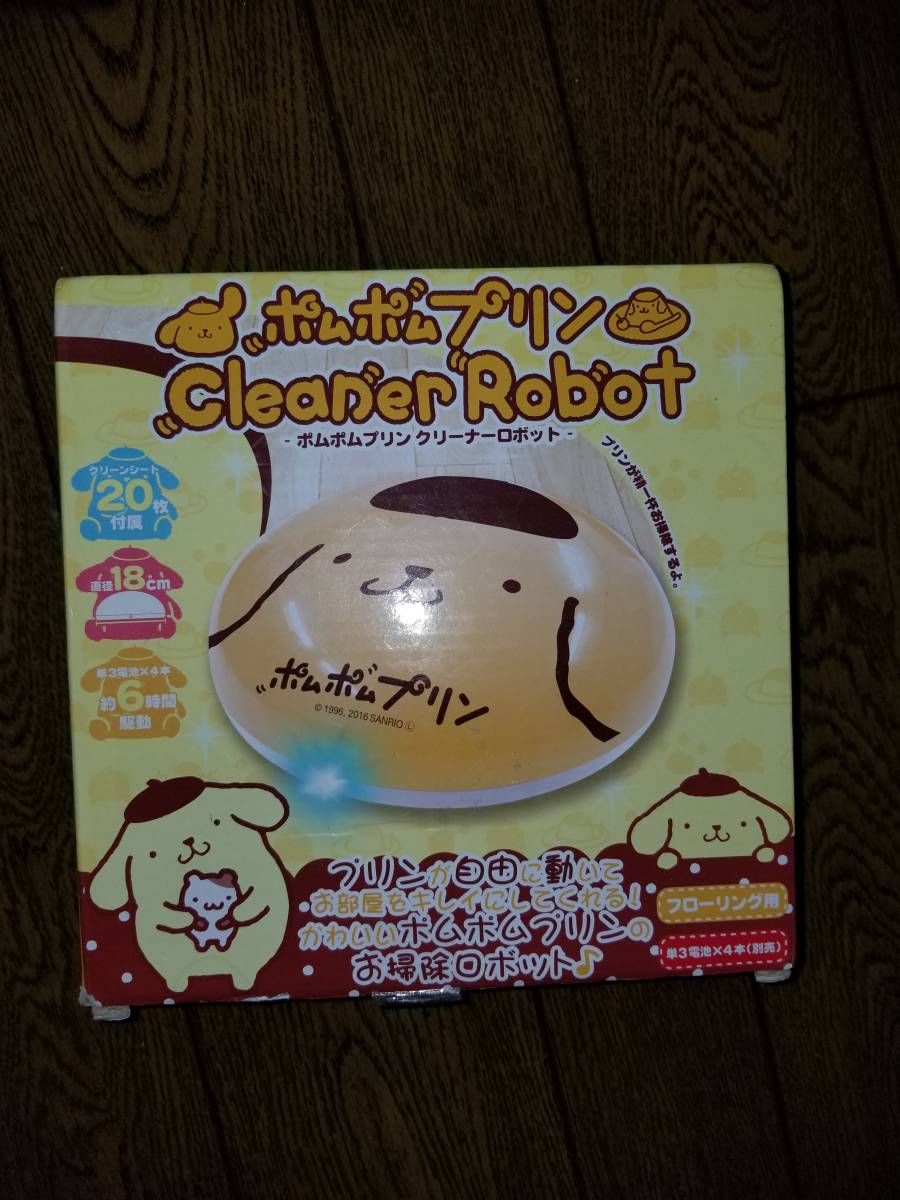 ポムポムプリン
Cleaner Robot
- ポムポムプリン クリーナーロボット -
プリンが精一杯お掃除するよ。
クリーンシート
20枚
付属
直径18cm
単3電池×4本
約6時間
駆動
ポムポムプリン
© 1996, 2016 SANRIO Ⓛ
プリンが自由に動いて
お部屋をキレイにしてくれる!
かわいいポムポムプリンの
お掃除ロボット♪
フローリング用
単3電池×4本(別売)